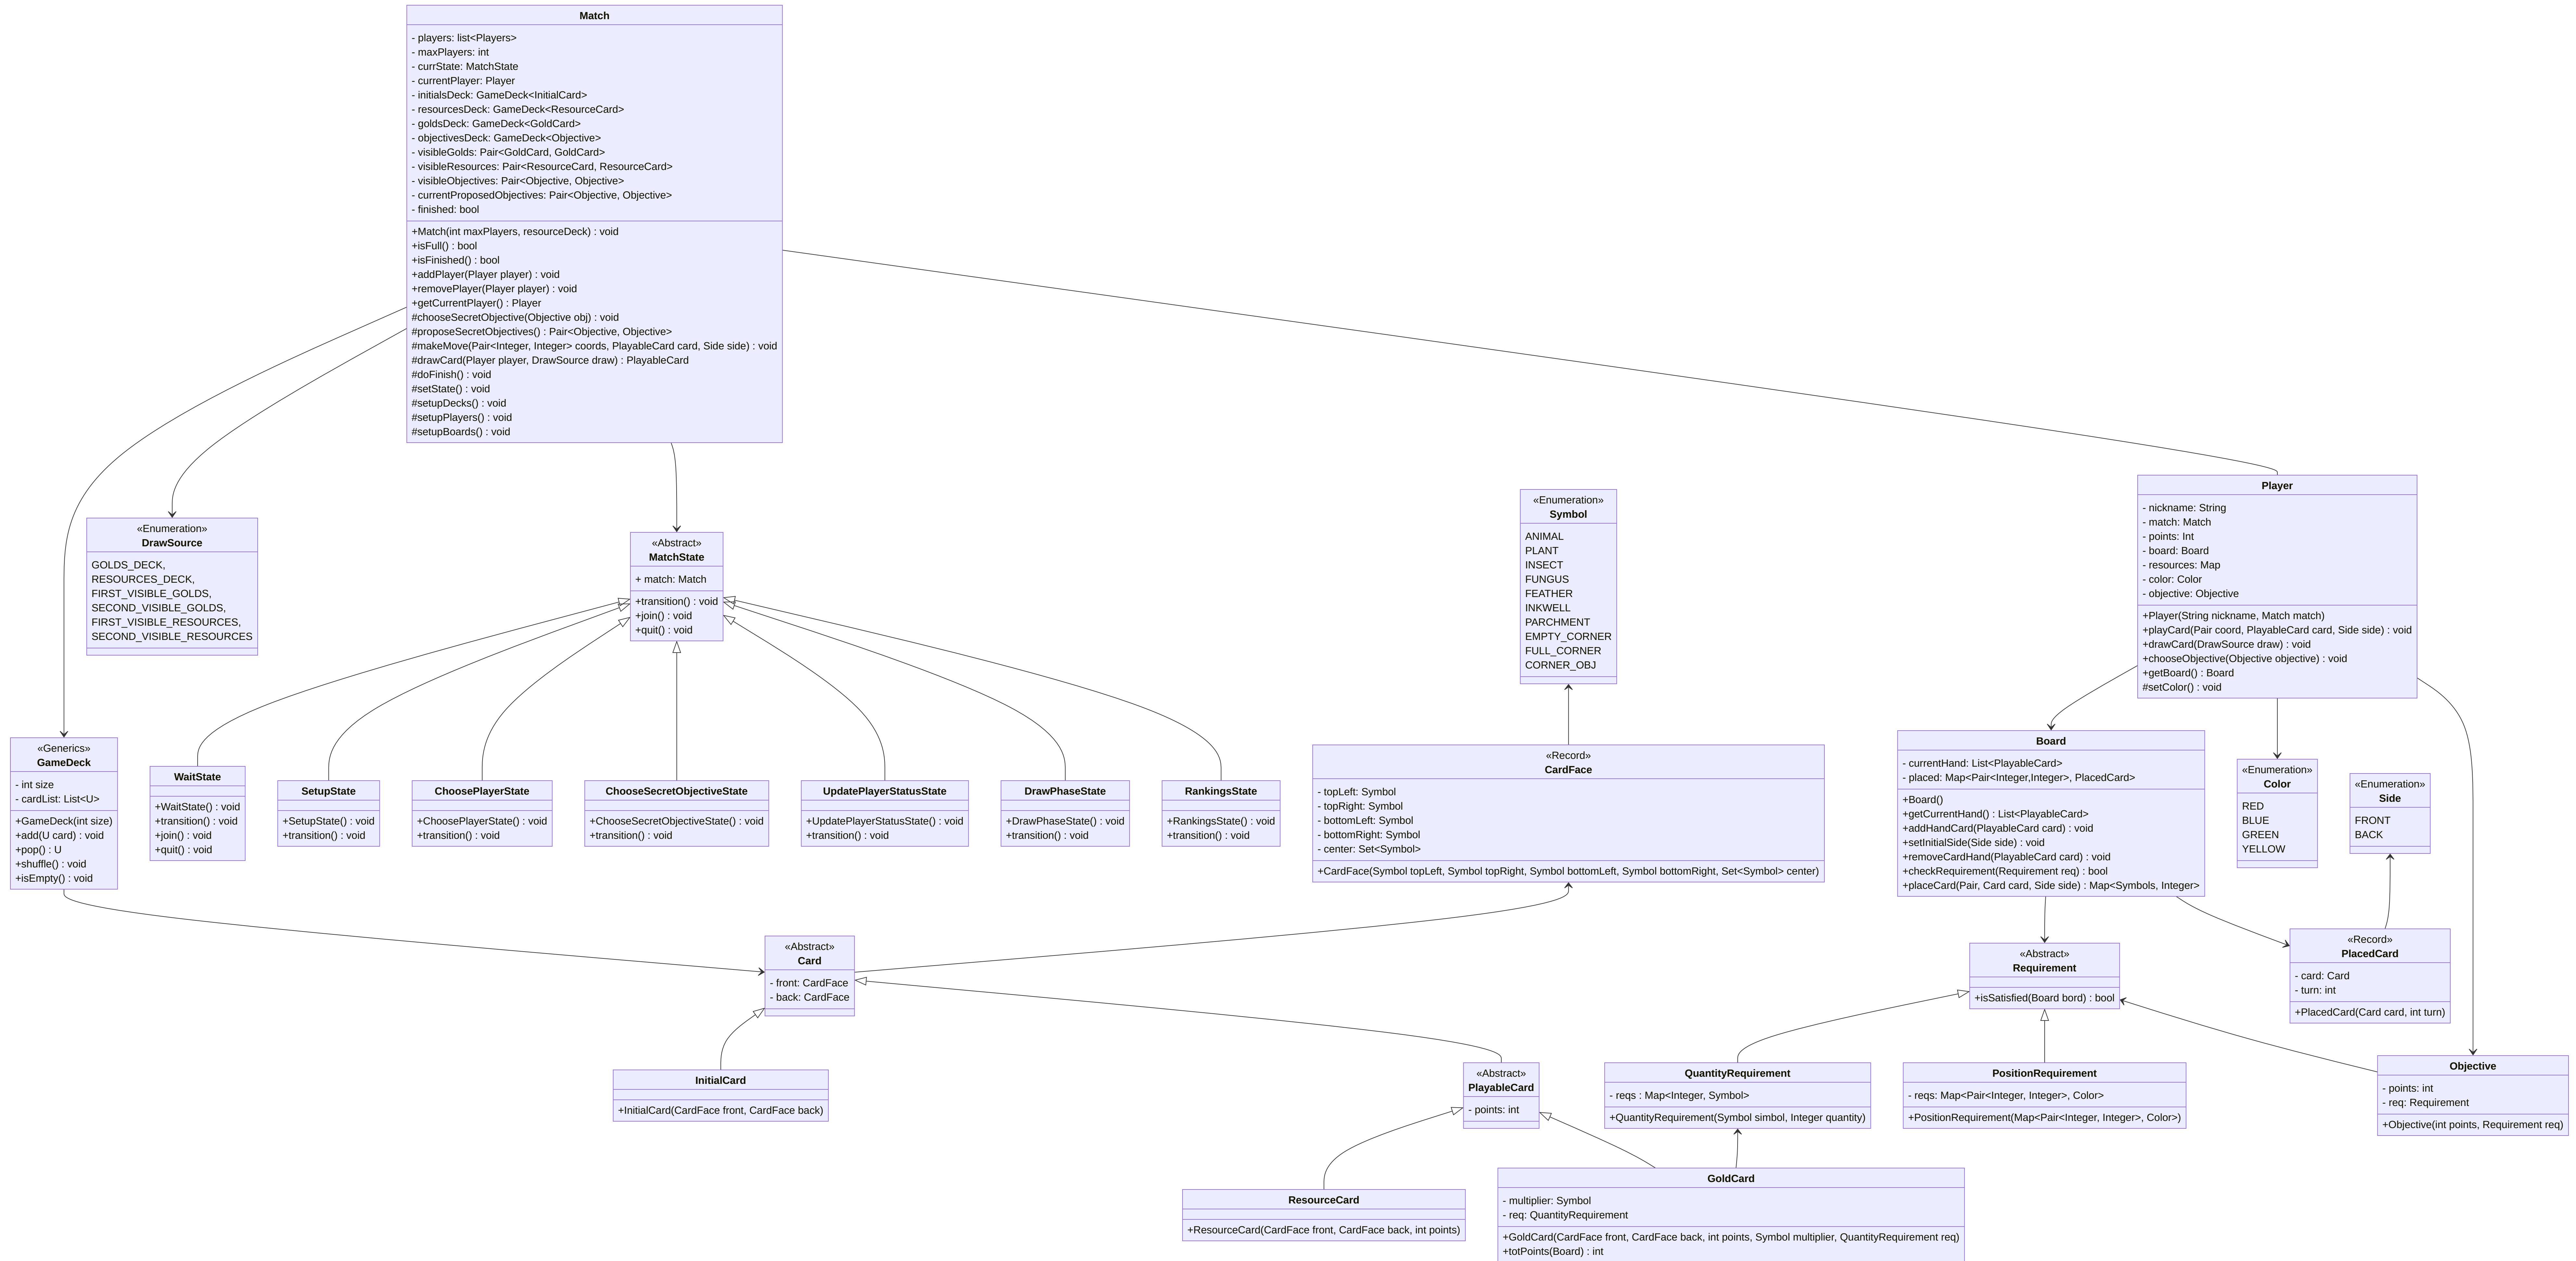 Match
- players: list<Players>
- maxPlayers: int
- currState: MatchState
- currentPlayer: Player
- initialsDeck: GameDeck<InitialCard>
- resourcesDeck: GameDeck<ResourceCard>
- goldsDeck: GameDeck<GoldCard>
- objectivesDeck: GameDeck<Objective>
- visibleGolds: Pair<GoldCard, GoldCard>
- visibleResources: Pair<ResourceCard, ResourceCard>
- visibleObjectives: Pair<Objective, Objective>
- currentProposedObjectives: Pair<Objective, Objective>
- finished: bool
+Match(int maxPlayers, resourceDeck) : void
+isFull() : bool
+isFinished() : bool
+addPlayer(Player player) : void
+removePlayer(Player player) : void
+getCurrentPlayer() : Player
#chooseSecretObjective(Objective obj) : void
#proposeSecretObjectives() : Pair<Objective, Objective>
#makeMove(Pair<Integer, Integer> coords, PlayableCard card, Side side) : void
#drawCard(Player player, DrawSource draw) : PlayableCard
#doFinish() : void
#setState() : void
#setupDecks() : void
#setupPlayers() : void
#setupBoards() : void
«Enumeration»
DrawSource
GOLDS_DECK,
RESOURCES_DECK,
FIRST_VISIBLE_GOLDS,
SECOND_VISIBLE_GOLDS,
FIRST_VISIBLE_RESOURCES,
SECOND_VISIBLE_RESOURCES
«Abstract»
MatchState
+ match: Match
+transition() : void
+join() : void
+quit() : void
«Enumeration»
Symbol
ANIMAL
PLANT
INSECT
FUNGUS
FEATHER
INKWELL
PARCHMENT
EMPTY_CORNER
FULL_CORNER
CORNER_OBJ
Player
- nickname: String
- match: Match
- points: Int
- board: Board
- resources: Map
- color: Color
- objective: Objective
+Player(String nickname, Match match)
+playCard(Pair coord, PlayableCard card, Side side) : void
+drawCard(DrawSource draw) : void
+chooseObjective(Objective objective) : void
+getBoard() : Board
#setColor() : void
«Generics»
GameDeck
- int size
- cardList: List<U>
+GameDeck(int size)
+add(U card) : void
+pop() : U
+shuffle() : void
+isEmpty() : void
WaitState
+WaitState() : void
+transition() : void
+join() : void
+quit() : void
SetupState
+SetupState() : void
+transition() : void
ChoosePlayerState
+ChoosePlayerState() : void
+transition() : void
ChooseSecretObjectiveState
+ChooseSecretObjectiveState() : void
+transition() : void
UpdatePlayerStatusState
+UpdatePlayerStatusState() : void
+transition() : void
DrawPhaseState
+DrawPhaseState() : void
+transition() : void
RankingsState
+RankingsState() : void
+transition() : void
«Record»
CardFace
- topLeft: Symbol
- topRight: Symbol
- bottomLeft: Symbol
- bottomRight: Symbol
- center: Set<Symbol>
+CardFace(Symbol topLeft, Symbol topRight, Symbol bottomLeft, Symbol bottomRight, Set<Symbol> center)
Board
- currentHand: List<PlayableCard>
- placed: Map<Pair<Integer,Integer>, PlacedCard>
+Board()
+getCurrentHand() : List<PlayableCard>
+addHandCard(PlayableCard card) : void
+setInitialSide(Side side) : void
+removeCardHand(PlayableCard card) : void
+checkRequirement(Requirement req) : bool
+placeCard(Pair, Card card, Side side) : Map<Symbols, Integer>
«Enumeration»
Color
RED
BLUE
GREEN
YELLOW
«Enumeration»
Side
FRONT
BACK
«Abstract»
Card
- front: CardFace
- back: CardFace
«Abstract»
Requirement
+isSatisfied(Board bord) : bool
«Record»
PlacedCard
- card: Card
- turn: int
+PlacedCard(Card card, int turn)
InitialCard
+InitialCard(CardFace front, CardFace back)
«Abstract»
PlayableCard
- points: int
QuantityRequirement
- reqs : Map<Integer, Symbol>
+QuantityRequirement(Symbol simbol, Integer quantity)
PositionRequirement
- reqs: Map<Pair<Integer, Integer>, Color>
+PositionRequirement(Map<Pair<Integer, Integer>, Color>)
Objective
- points: int
- req: Requirement
+Objective(int points, Requirement req)
ResourceCard
+ResourceCard(CardFace front, CardFace back, int points)
GoldCard
- multiplier: Symbol
- req: QuantityRequirement
+GoldCard(CardFace front, CardFace back, int points, Symbol multiplier, QuantityRequirement req)
+totPoints(Board) : int